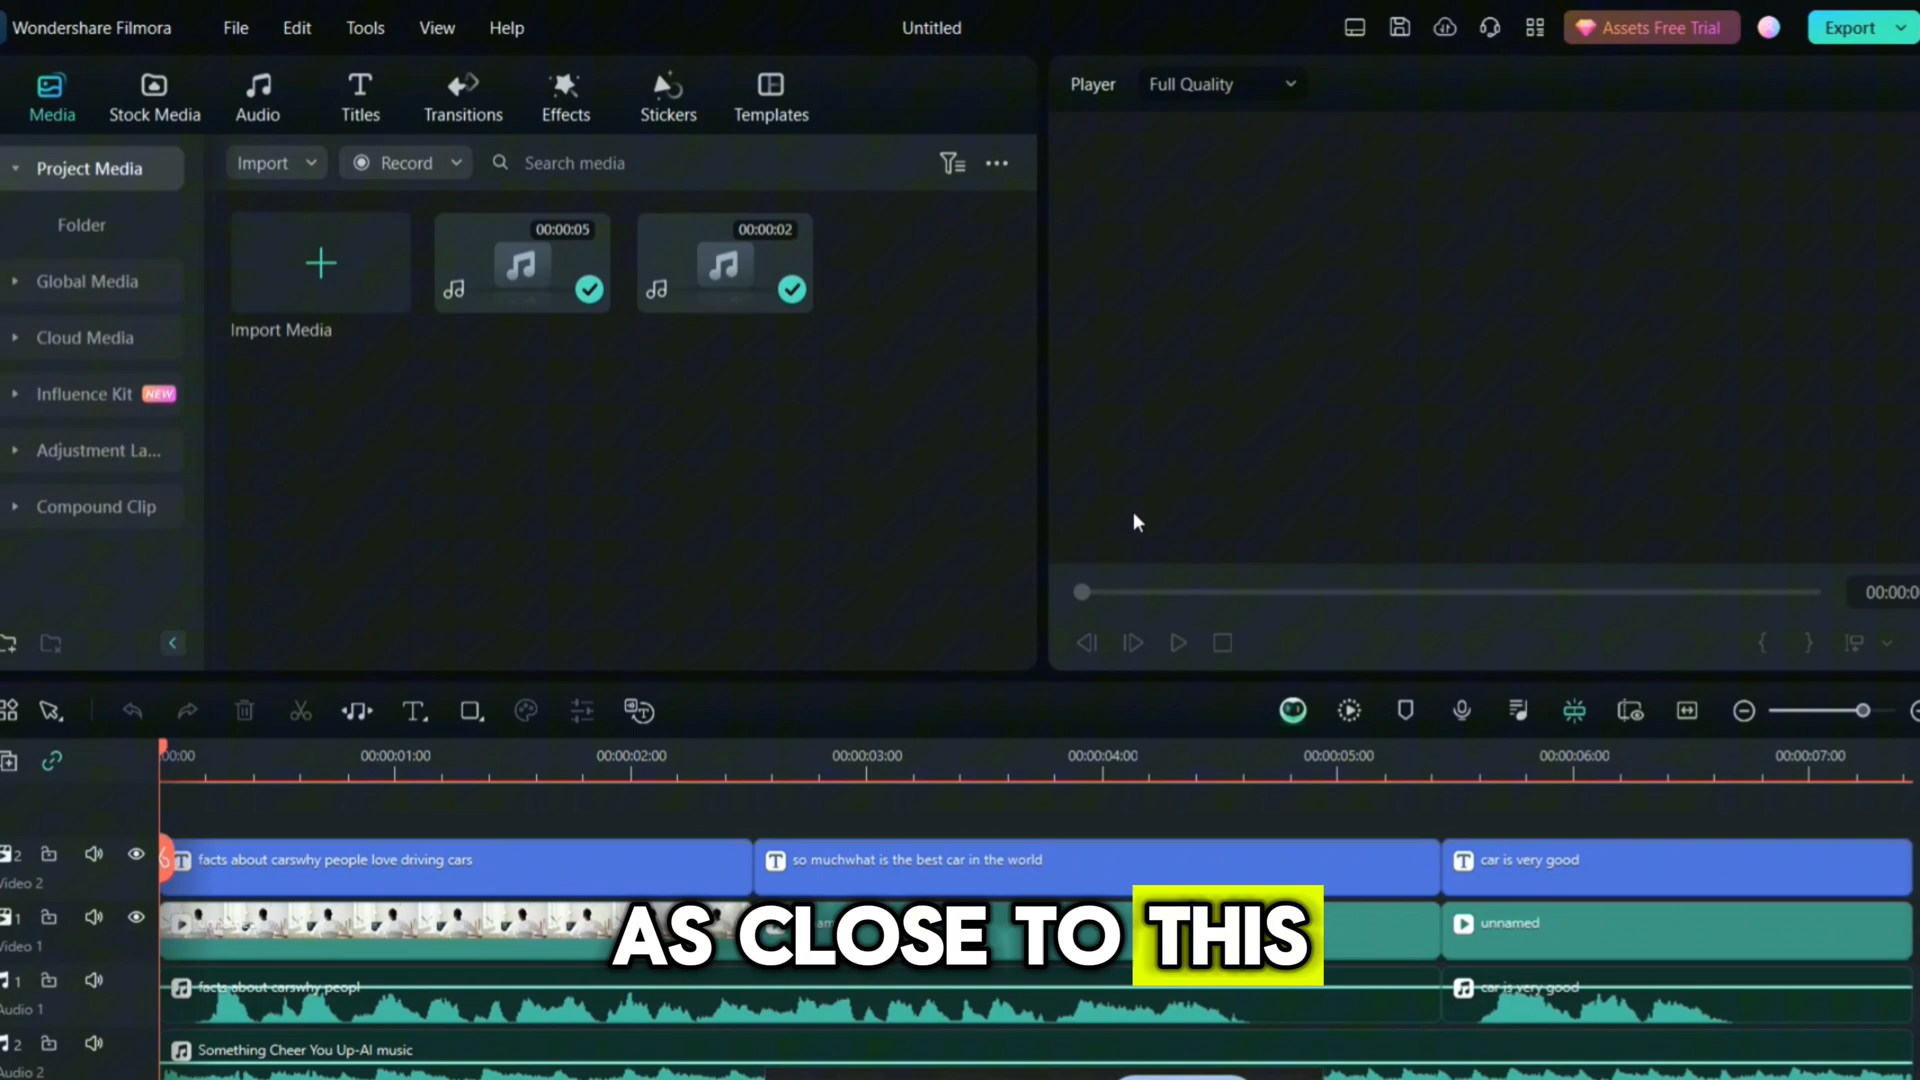 Wondershare Filmora File Edit Tools View Help Untitled Assets Free Trial Export
Media Stock Media Audio Titles Transitions Effects Stickers Templates
Player Full Quality
Project Media
Import Record Search media
Folder
00:00:05 00:00:02
Global Media
Import Media
Cloud Media
Influence Kit NEW
Adjustment La...
Compound Clip
00:00:0
:00:00 00:00:01:00 00:00:02:00 00:00:03:00 00:00:04:00 00:00:05:00 00:00:06:00 00:00:07:00
2 facts about carswhy people love driving cars so muchwhat is the best car in the world car is very good
Video 2
1 unnamed
Video 1
AS CLOSE TO THIS
1 facts about carswhy peopl car is very good
Audio 1
2 Something Cheer You Up-AI music
Audio 2